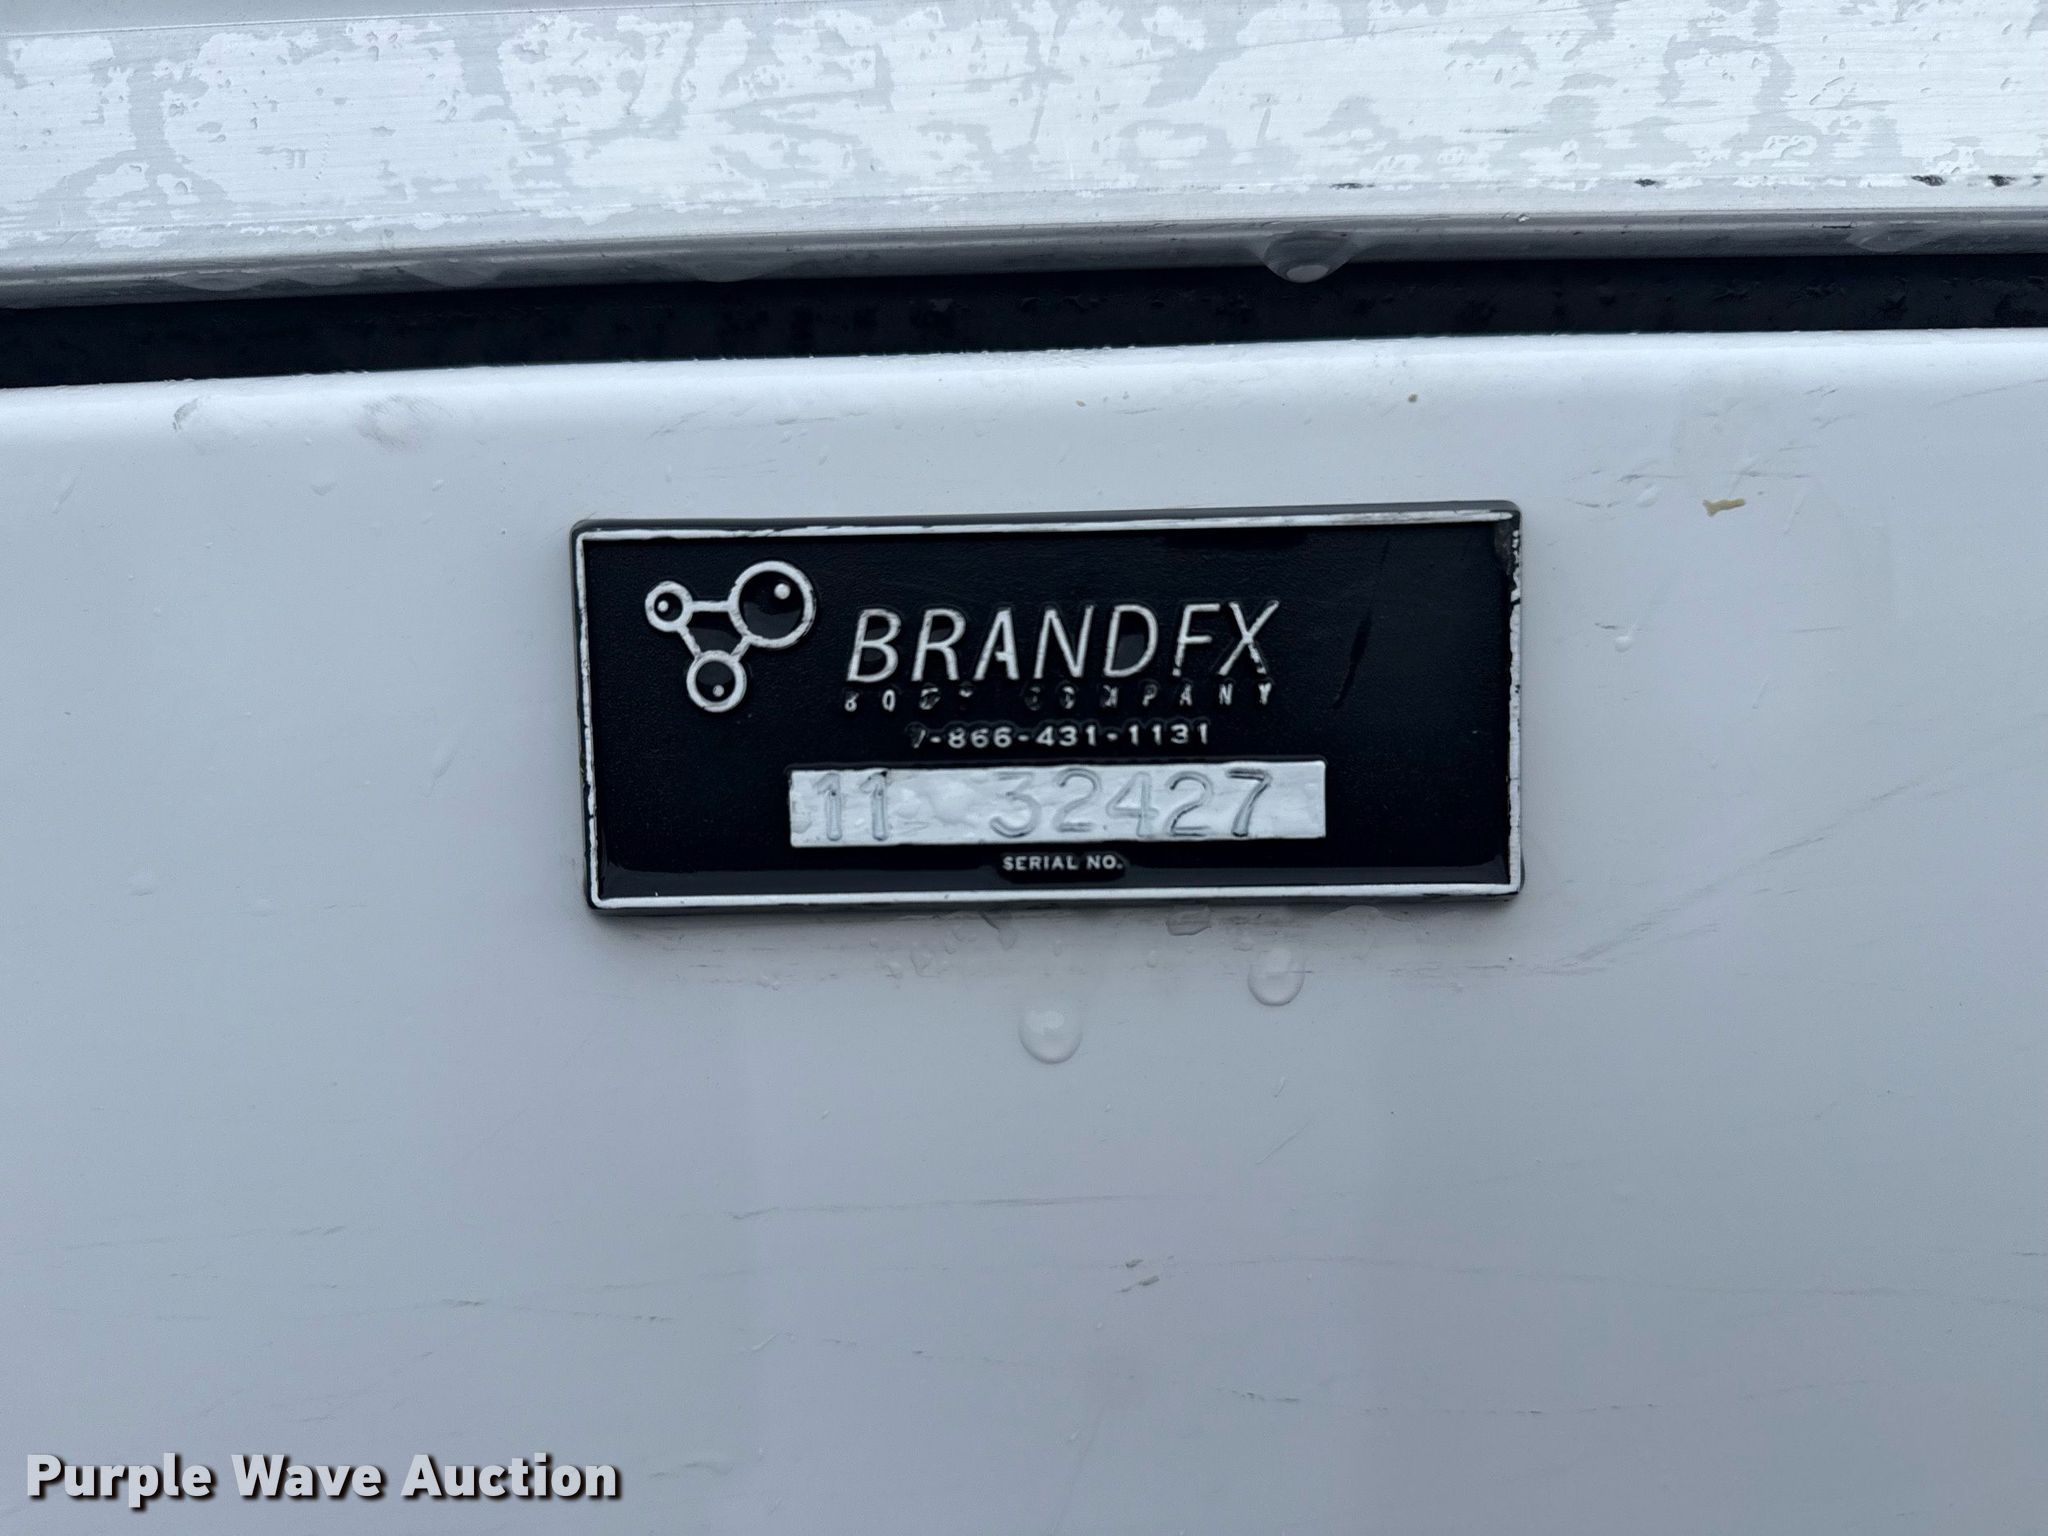 BRANDFX
BODY COMPANY
1-866-431-1131
11 32427
SERIAL NO.
Purple Wave Auction